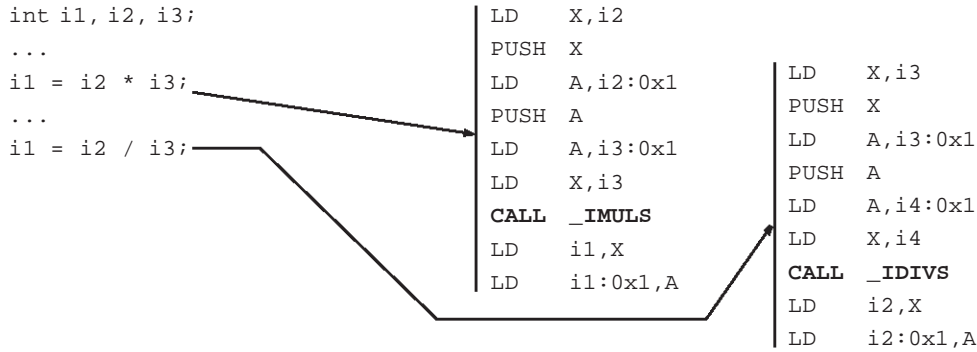 int i1, i2, i3;
...
i1 = i2 * i3;
...
i1 = i2 / i3;
LD X,i2
PUSH X
LD A,i2:0x1
PUSH A
LD A,i3:0x1
LD X,i3
CALL _IMULS
LD i1,X
LD i1:0x1,A
LD X,i3
PUSH X
LD A,i3:0x1
PUSH A
LD A,i4:0x1
LD X,i4
CALL _IDIVS
LD i2,X
LD i2:0x1,A